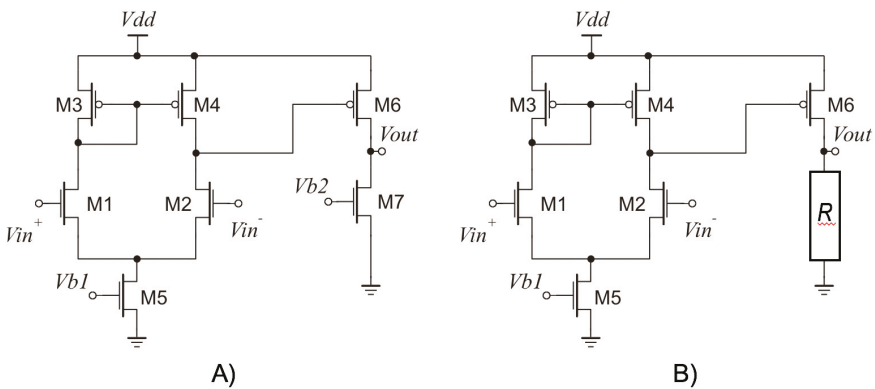 Vdd
M3
M4
M6
Vout
M1
M2
Vb2
M7
Vin+
Vin-
Vb1
M5
A)
Vdd
M3
M4
M6
Vout
M1
M2
R
Vin+
Vin-
Vb1
M5
B)